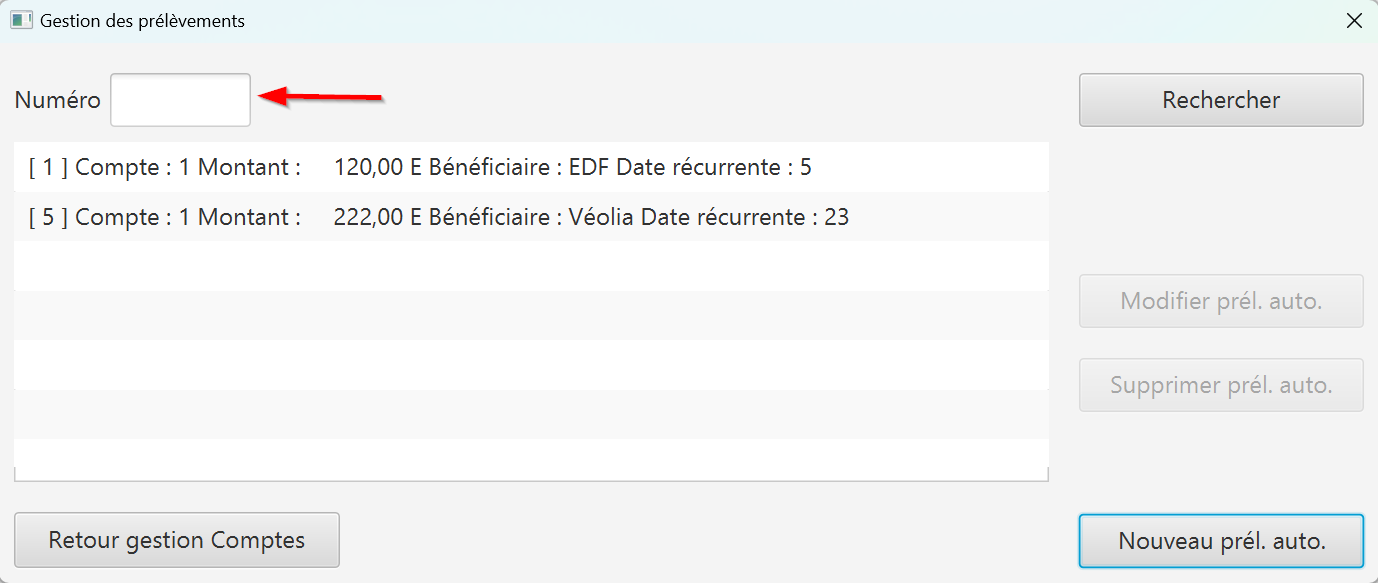 Gestion des prélèvements
Numéro
Rechercher
[ 1 ] Compte : 1 Montant :     120,00 E Bénéficiaire : EDF Date récurrente : 5
[ 5 ] Compte : 1 Montant :     222,00 E Bénéficiaire : Véolia Date récurrente : 23
Modifier prél. auto.
Supprimer prél. auto.
Retour gestion Comptes
Nouveau prél. auto.